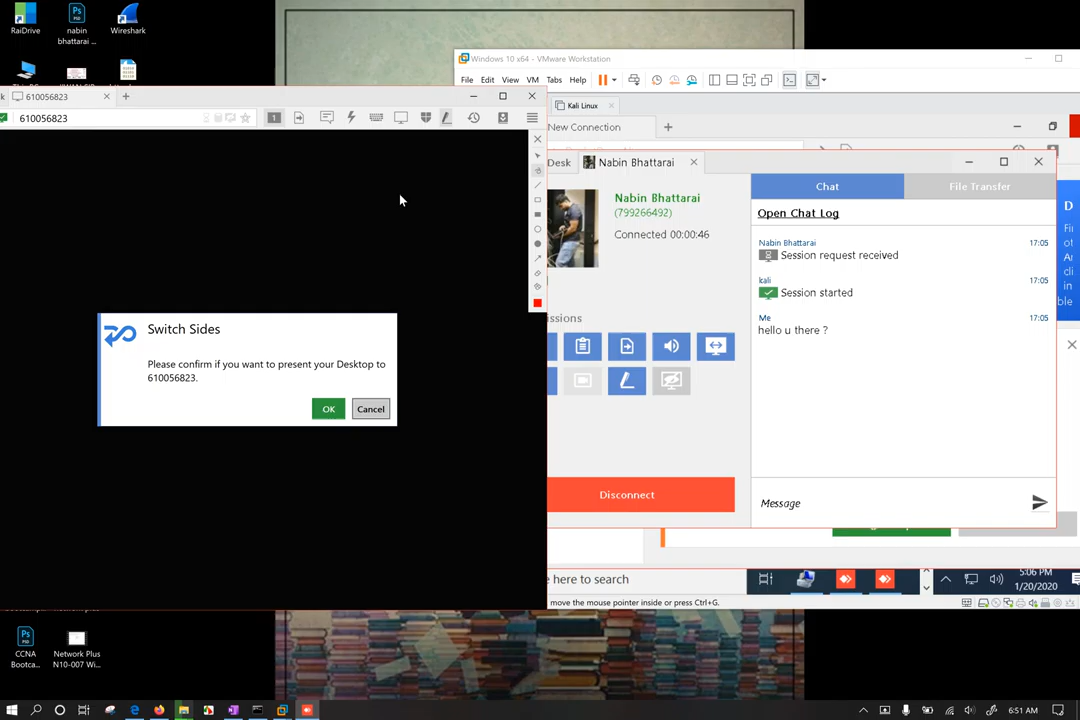 RaiDrive
nabin
bhattarai ...
Wireshark
Windows 10 x64 - VMware Workstation
File Edit View VM Tabs Help
610056823
Kali Linux
610056823
1
New Connection
Desk
Nabin Bhattarai
Nabin Bhattarai
(799266492)
Connected 00:00:46
Chat
File Transfer
Open Chat Log
Nabin Bhattarai 17:05
Session request received
kali 17:05
Session started
Me 17:05
hello u there ?
issions
Switch Sides
Please confirm if you want to present your Desktop to
610056823.
OK
Cancel
Disconnect
Message
here to search
5:06 PM
1/20/2020
move the mouse pointer inside or press Ctrl+G.
CCNA
Bootca...
Network Plus
N10-007 Wi...
6:51 AM